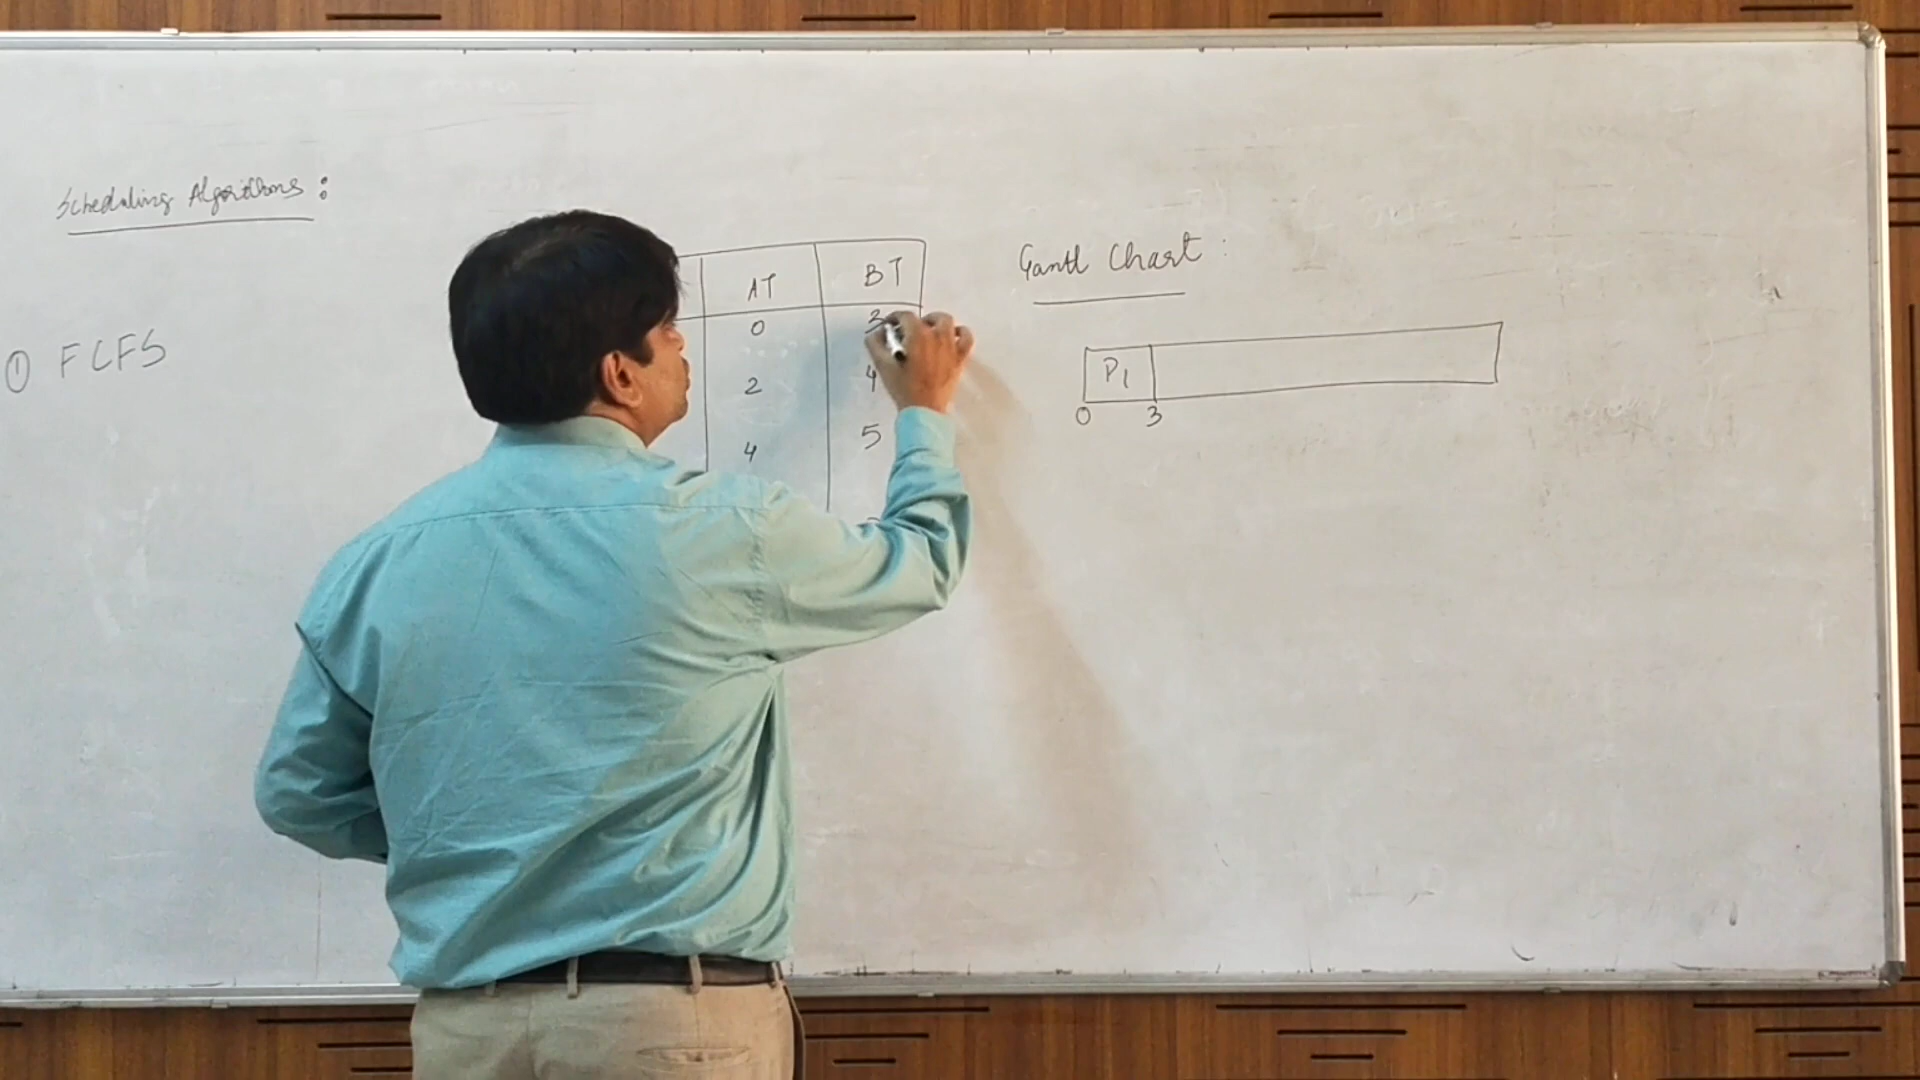 Scheduling Algorithms :
① FCFS
AT BT
0 3
2 4
4 5
Gantt Chart :
P1
0 3